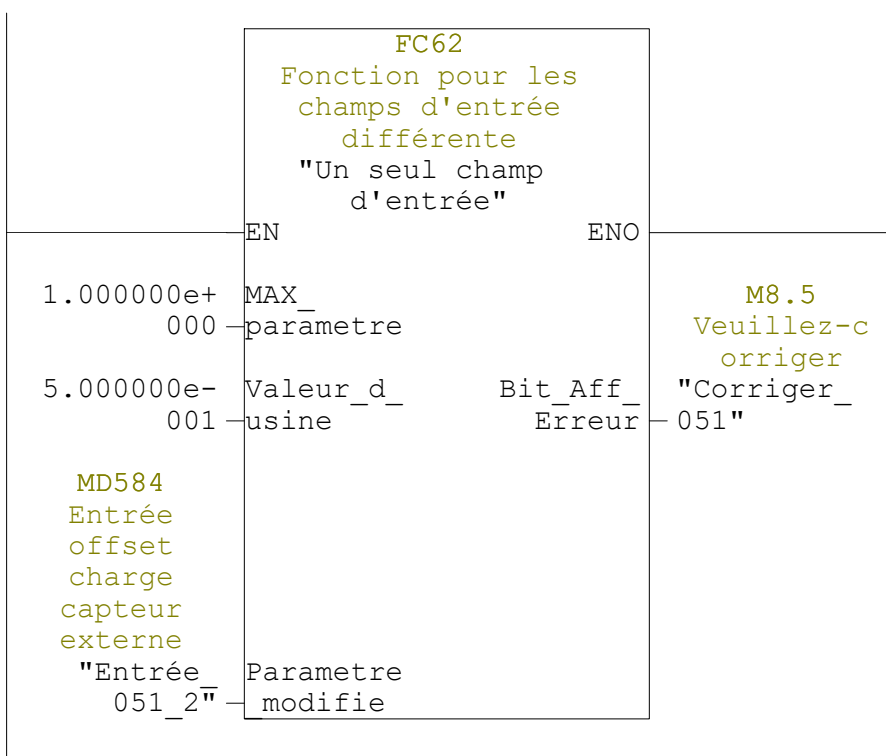 FC62
Fonction pour les
champs d'entrée
différente
"Un seul champ
d'entrée"
EN
ENO
1.000000e+
000
MAX_
parametre
5.000000e-
001
Valeur_d_
usine
Bit_Aff_
Erreur
M8.5
Veuillez-c
orriger
"Corriger_
051"
MD584
Entrée
offset
charge
capteur
externe
"Entrée_
051_2"
Parametre
_modifie